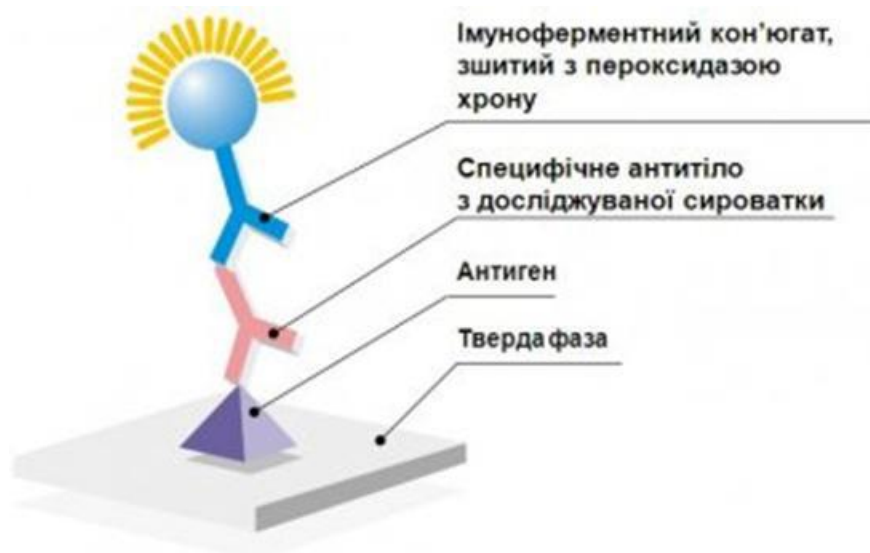 Імуноферментний кон’югат,
зшитий з пероксидазою
хрону
Специфічне антитіло
з досліджуваної сироватки
Антиген
Тверда фаза